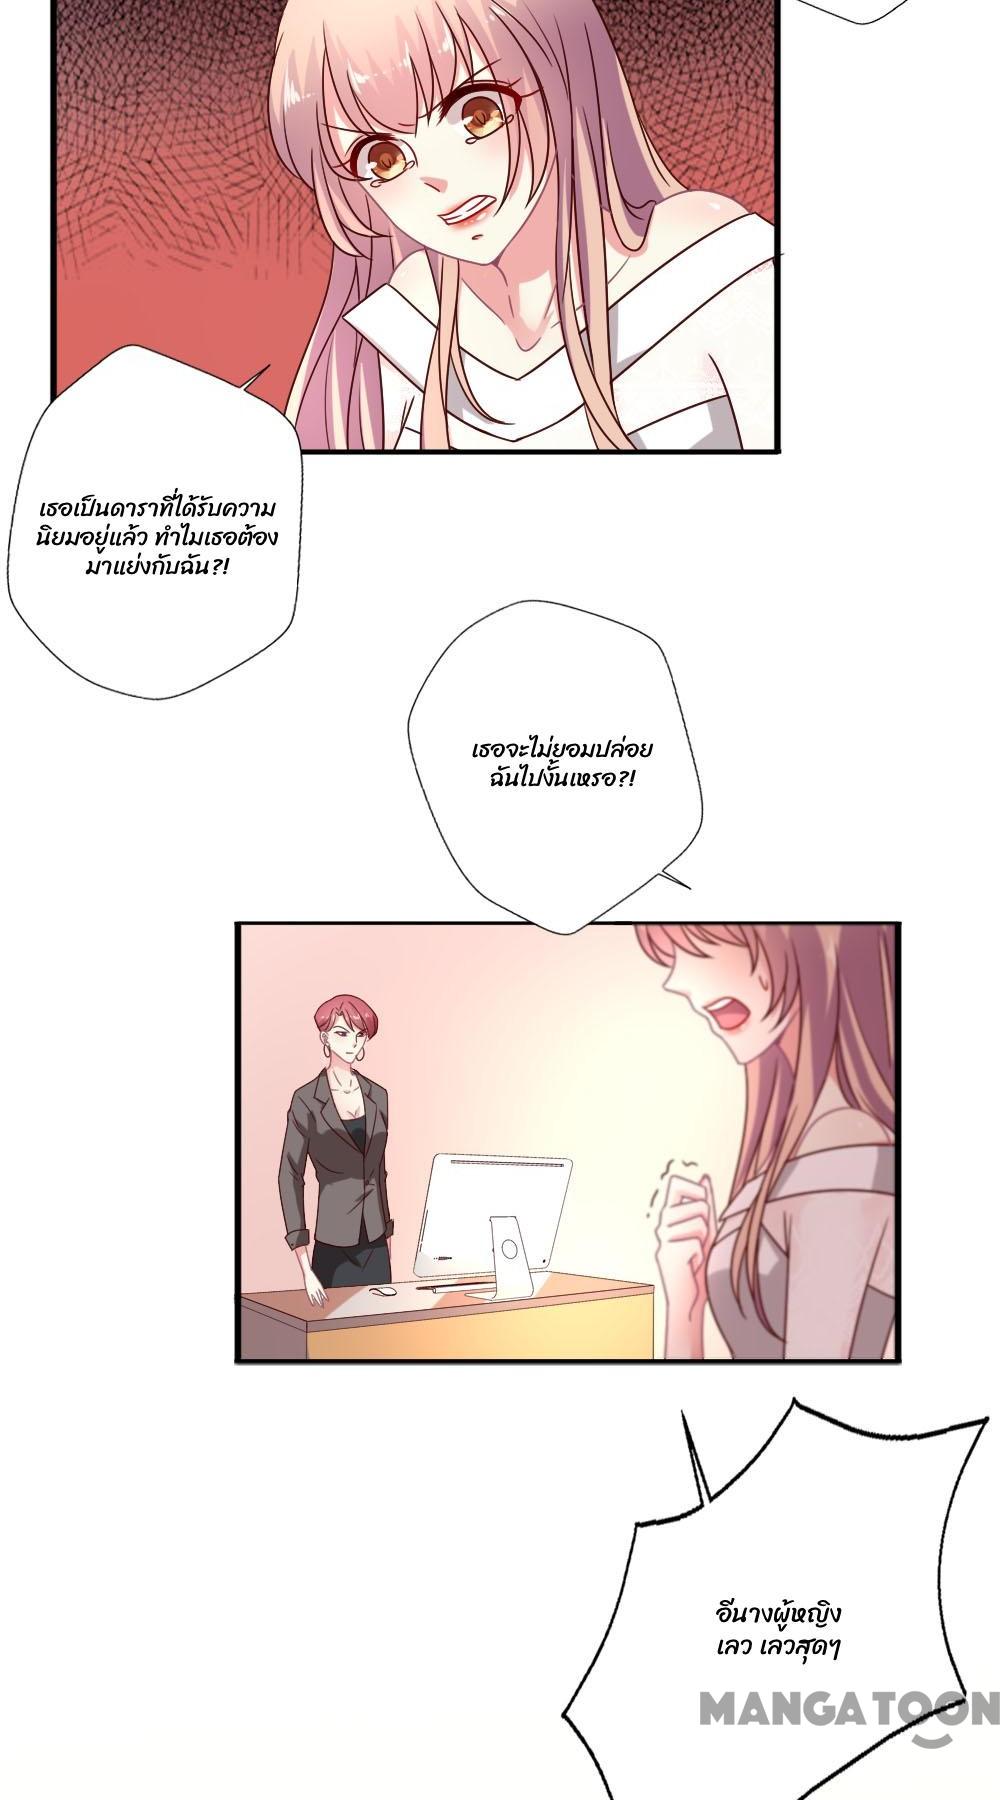 เธอเป็นดาราที่ได้รับความ
นิยมอยู่แล้ว ทำไมเธอต้อง
มาแย่งกับฉัน?!
เธอจะไม่ยอมปล่อย
ฉันไปงั้นเหรอ?!
อีนางผู้หญิง
เลว เลวสุดๆ
MANGATOON